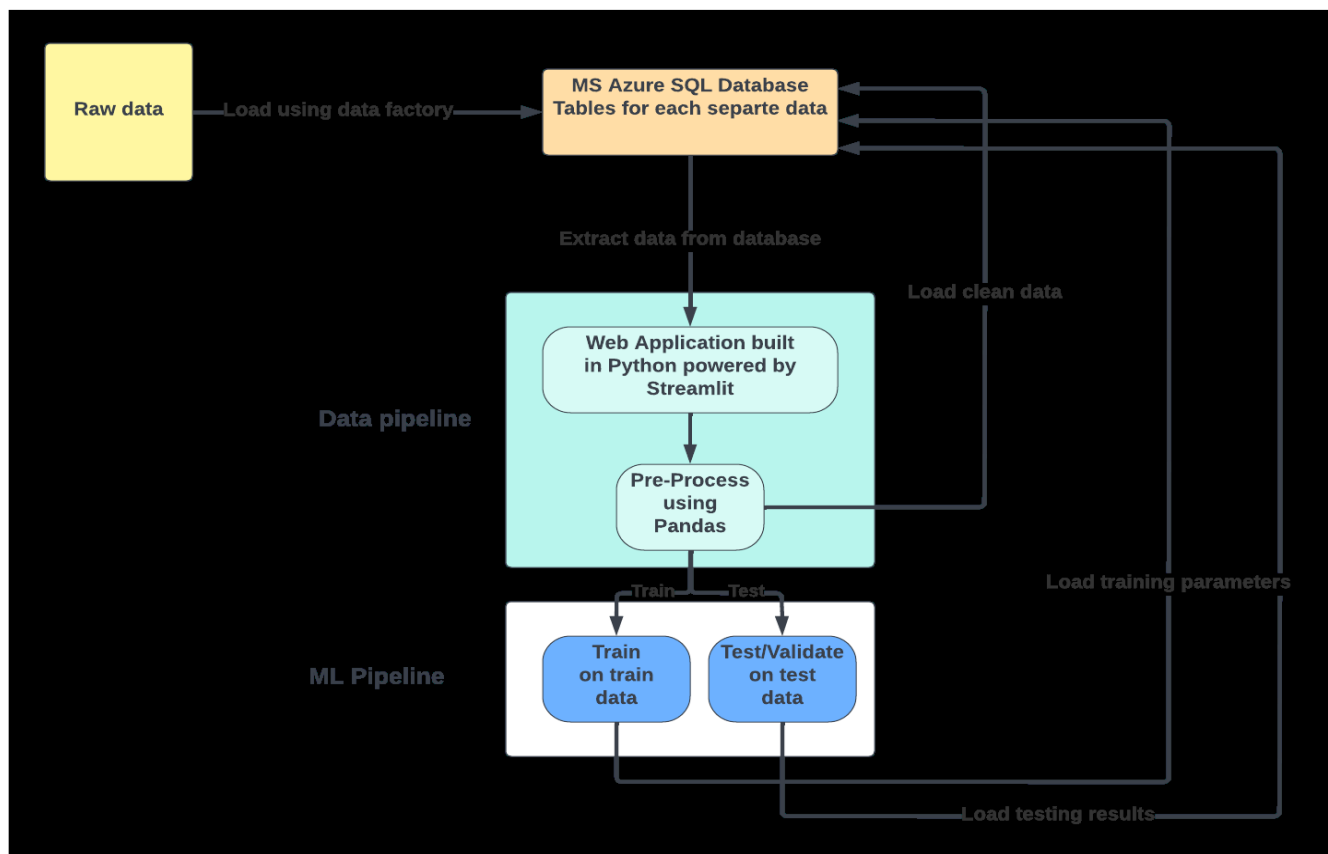 Raw data
Load using data factory
MS Azure SQL Database
Tables for each separte data
Extract data from database
Load clean data
Web Application built
in Python powered by
Streamlit
Data pipeline
Pre-Process
using
Pandas
Load training parameters
Train
Test
ML Pipeline
Train
on train
data
Test/Validate
on test
data
Load testing results